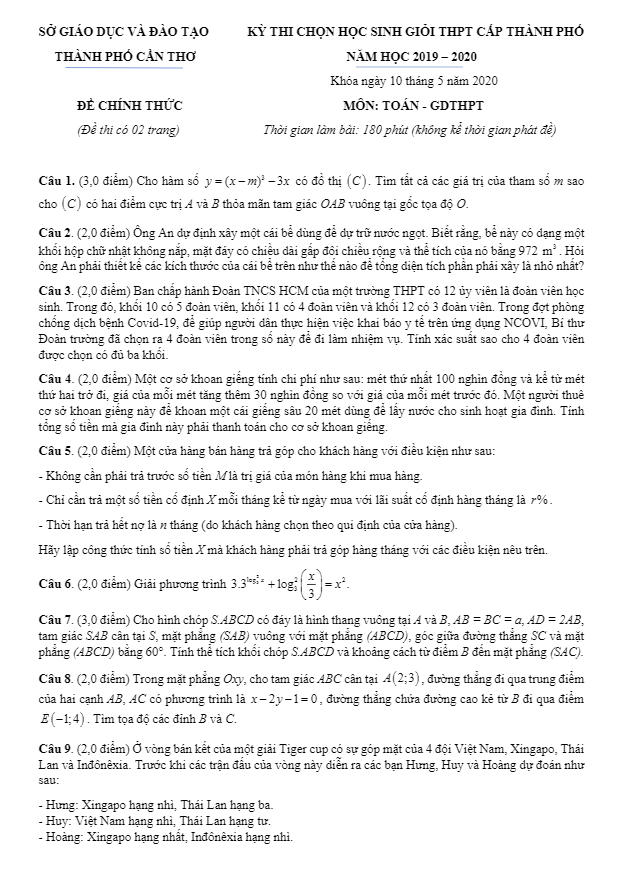 SỞ GIÁO DỤC VÀ ĐÀO TẠO
THÀNH PHỐ CẦN THƠ
ĐỀ CHÍNH THỨC
(Đề thi có 02 trang)
KỲ THI CHỌN HỌC SINH GIỎI THPT CẤP THÀNH PHỐ
NĂM HỌC 2019 – 2020
Khóa ngày 10 tháng 5 năm 2020
MÔN: TOÁN - GDTHPT
Thời gian làm bài: 180 phút (không kể thời gian phát đề)
Câu 1. (3,0 điểm) Cho hàm số y = (x – m)³ – 3x có đồ thị (C). Tìm tất cả các giá trị của tham số m sao
cho (C) có hai điểm cực trị A và B thỏa mãn tam giác OAB vuông tại gốc tọa độ O.
Câu 2. (2,0 điểm) Ông An dự định xây một cái bể dùng để dự trữ nước ngọt. Biết rằng, bể này có dạng một
khối hộp chữ nhật không nắp, mặt đáy có chiều dài gấp đôi chiều rộng và thể tích của nó bằng 972 m³. Hỏi
ông An phải thiết kế các kích thước của cái bể trên như thế nào để tổng diện tích phần phải xây là nhỏ nhất?
Câu 3. (2,0 điểm) Ban chấp hành Đoàn TNCS HCM của một trường THPT có 12 ủy viên là đoàn viên học
sinh. Trong đó, khối 10 có 5 đoàn viên, khối 11 có 4 đoàn viên và khối 12 có 3 đoàn viên. Trong đợt phòng
chống dịch bệnh Covid-19, để giúp người dân thực hiện việc khai báo y tế trên ứng dụng NCOVI, Bí thư
Đoàn trường đã chọn ra 4 đoàn viên trong số này để đi làm nhiệm vụ. Tính xác suất sao cho 4 đoàn viên
được chọn có đủ ba khối.
Câu 4. (2,0 điểm) Một cơ sở khoan giếng tính chi phí như sau: mét thứ nhất 100 nghìn đồng và kể từ mét
thứ hai trở đi, giá của mỗi mét tăng thêm 30 nghìn đồng so với giá của mỗi mét trước đó. Một người thuê
cơ sở khoan giếng này để khoan một cái giếng sâu 20 mét dùng để lấy nước cho sinh hoạt gia đình. Tính
tổng số tiền mà gia đình này phải thanh toán cho cơ sở khoan giếng.
Câu 5. (2,0 điểm) Một cửa hàng bán hàng trả góp cho khách hàng với điều kiện như sau:
- Không cần phải trả trước số tiền M là trị giá của món hàng khi mua hàng.
- Chỉ cần trả một số tiền cố định X mỗi tháng kể từ ngày mua với lãi suất cố định hàng tháng là r%.
- Thời hạn trả hết nợ là n tháng (do khách hàng chọn theo qui định của cửa hàng).
Hãy lập công thức tính số tiền X mà khách hàng phải trả góp hàng tháng với các điều kiện nêu trên.
Câu 6. (2,0 điểm) Giải phương trình 3.3^(log₃² x) + log₃² (x/3) = x².
Câu 7. (3,0 điểm) Cho hình chóp S.ABCD có đáy là hình thang vuông tại A và B, AB = BC = a, AD = 2AB,
tam giác SAB cân tại S, mặt phẳng (SAB) vuông với mặt phẳng (ABCD), góc giữa đường thẳng SC và mặt
phẳng (ABCD) bằng 60°. Tính thể tích khối chóp S.ABCD và khoảng cách từ điểm B đến mặt phẳng (SAC).
Câu 8. (2,0 điểm) Trong mặt phẳng Oxy, cho tam giác ABC cân tại A(2;3), đường thẳng đi qua trung điểm
của hai cạnh AB, AC có phương trình là x – 2y – 1 = 0, đường thẳng chứa đường cao kẻ từ B đi qua điểm
E(–1;4). Tìm tọa độ các đỉnh B và C.
Câu 9. (2,0 điểm) Ở vòng bán kết của một giải Tiger cup có sự góp mặt của 4 đội Việt Nam, Xingapo, Thái
Lan và Inđônêxia. Trước khi các trận đấu của vòng này diễn ra các bạn Hưng, Huy và Hoàng dự đoán như
sau:
- Hưng: Xingapo hạng nhì, Thái Lan hạng ba.
- Huy: Việt Nam hạng nhì, Thái Lan hạng tư.
- Hoàng: Xingapo hạng nhất, Inđônêxia hạng nhì.